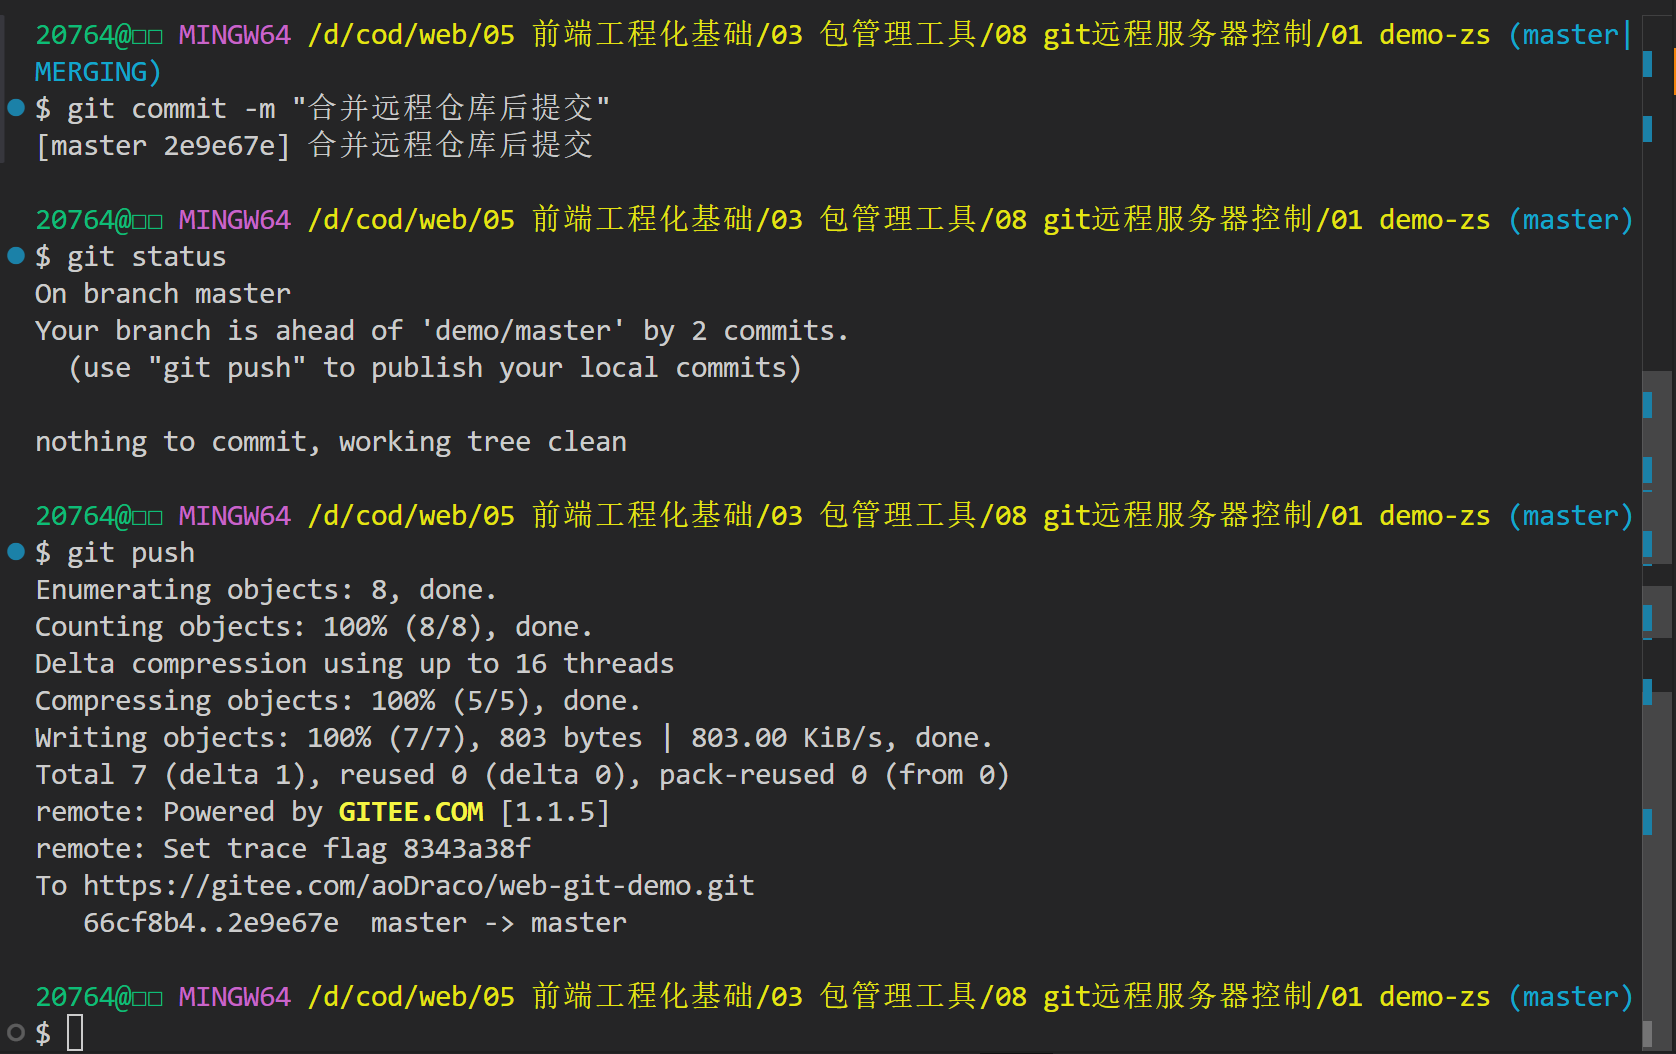 20764@□□ MINGW64 /d/cod/web/05 前端工程化基础/03 包管理工具/08 git远程服务器控制/01 demo-zs (master|
MERGING)
$ git commit -m "合并远程仓库后提交"
[master 2e9e67e] 合并远程仓库后提交

20764@□□ MINGW64 /d/cod/web/05 前端工程化基础/03 包管理工具/08 git远程服务器控制/01 demo-zs (master)
$ git status
On branch master
Your branch is ahead of 'demo/master' by 2 commits.
  (use "git push" to publish your local commits)

nothing to commit, working tree clean

20764@□□ MINGW64 /d/cod/web/05 前端工程化基础/03 包管理工具/08 git远程服务器控制/01 demo-zs (master)
$ git push
Enumerating objects: 8, done.
Counting objects: 100% (8/8), done.
Delta compression using up to 16 threads
Compressing objects: 100% (5/5), done.
Writing objects: 100% (7/7), 803 bytes | 803.00 KiB/s, done.
Total 7 (delta 1), reused 0 (delta 0), pack-reused 0 (from 0)
remote: Powered by GITEE.COM [1.1.5]
remote: Set trace flag 8343a38f
To https://gitee.com/aoDraco/web-git-demo.git
   66cf8b4..2e9e67e  master -> master

20764@□□ MINGW64 /d/cod/web/05 前端工程化基础/03 包管理工具/08 git远程服务器控制/01 demo-zs (master)
$